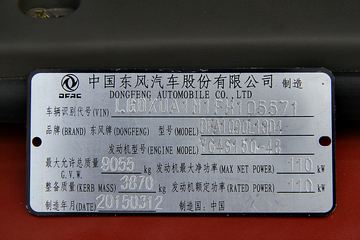 DFAC
中国东风汽车股份有限公司 制造
DONGFENG AUTOMOBILE CO.,LTD
车辆识别代号(VIN)
品牌(BRAND) 东风牌(DONGFENG) 型号(MODEL)
发动机型号(ENGINE MODEL)
最大允许总质量 9055 kg 发动机最大净功率(MAX NET POWER) 110 kW
G.V.W.
整备质量(KERB MASS) 3870 kg 发动机额定功率(RATED POWER) 110 kW
制造年月(DATE) 20150312 制造国:中国